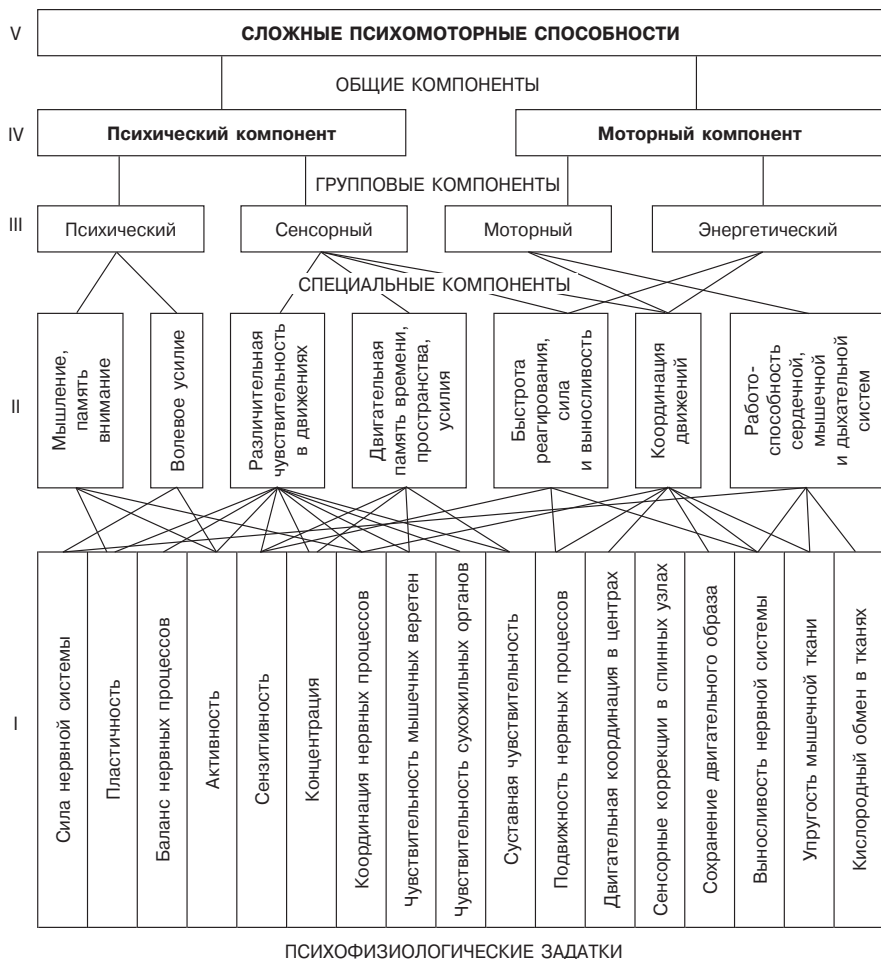 V
СЛОЖНЫЕ ПСИХОМОТОРНЫЕ СПОСОБНОСТИ
ОБЩИЕ КОМПОНЕНТЫ
IV
Психический компонент
Моторный компонент
ГРУППОВЫЕ КОМПОНЕНТЫ
III
Психический
Сенсорный
Моторный
Энергетический
СПЕЦИАЛЬНЫЕ КОМПОНЕНТЫ
II
Мышление,
память
внимание
Волевое усилие
Различительная
чувствительность
в движениях
Двигательная
память времени,
пространства,
усилия
Быстрота
реагирования,
сила
и выносливость
Координация
движений
Работо-
способность
сердечной,
мышечной
и дыхательной
систем
I
Сила нервной системы
Пластичность
Баланс нервных процессов
Активность
Сензитивность
Концентрация
Координация нервных процессов
Чувствительность мышечных веретен
Чувствительность сухожильных органов
Суставная чувствительность
Подвижность нервных процессов
Двигательная координация в центрах
Сенсорные коррекции в спинных узлах
Сохранение двигательного образа
Выносливость нервной системы
Упругость мышечной ткани
Кислородный обмен в тканях
ПСИХОФИЗИОЛОГИЧЕСКИЕ ЗАДАТКИ